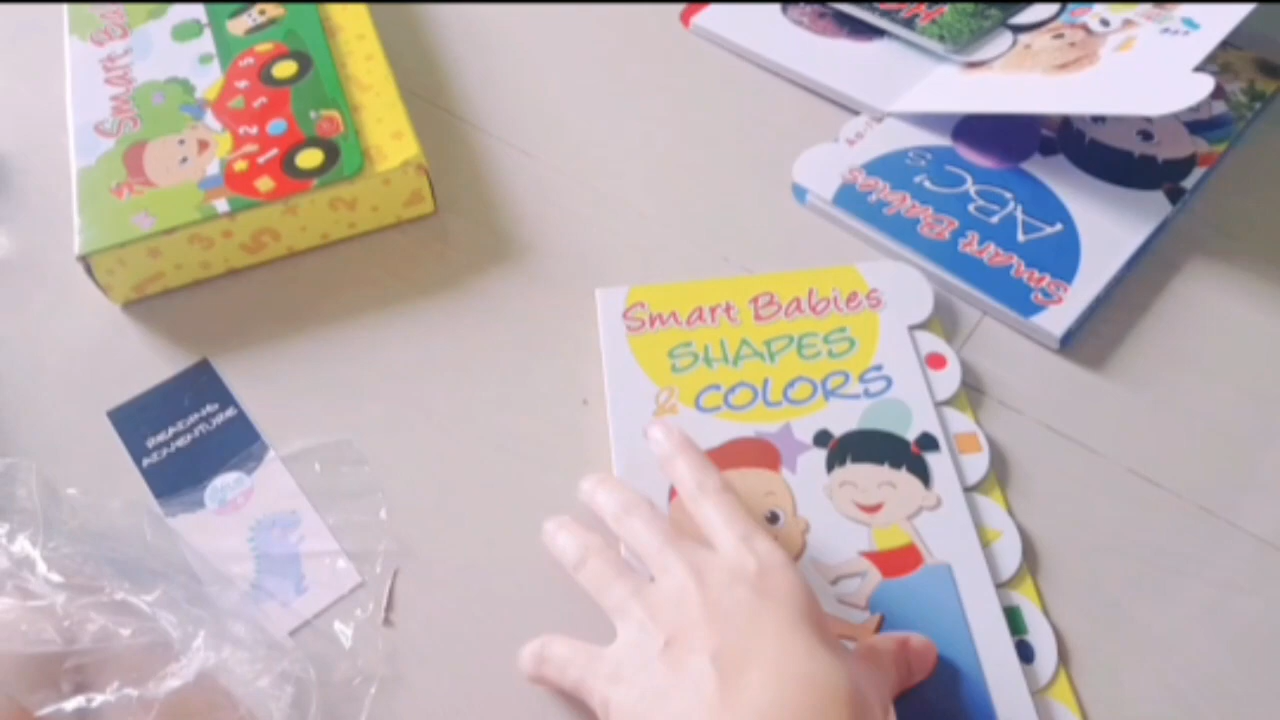 Smart Ba
READING
ADVENTURE
Smart Babies
ABC's
Smart Babies
SHAPES
& COLORS